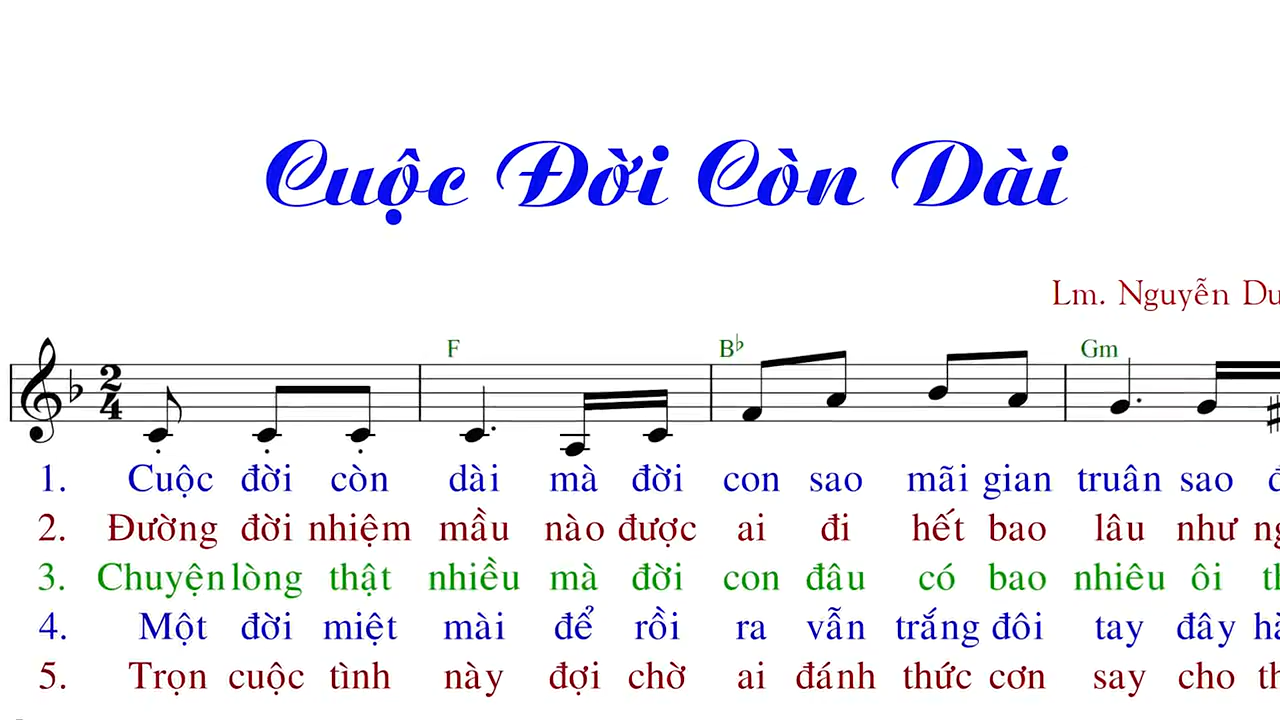 Cuộc Đời Còn Dài
Lm. Nguyễn
F B♭ Gm
2
4
1. Cuộc đời còn dài mà đời con sao mãi gian truân sao
2. Đường đời nhiệm mầu nào được ai đi hết bao lâu như
3. Chuyện lòng thật nhiều mà đời con đâu có bao nhiêu ôi
4. Một đời miệt mài để rồi ra vẫn trắng đôi tay đây
5. Trọn cuộc tình này đợi chờ ai đánh thức cơn say cho